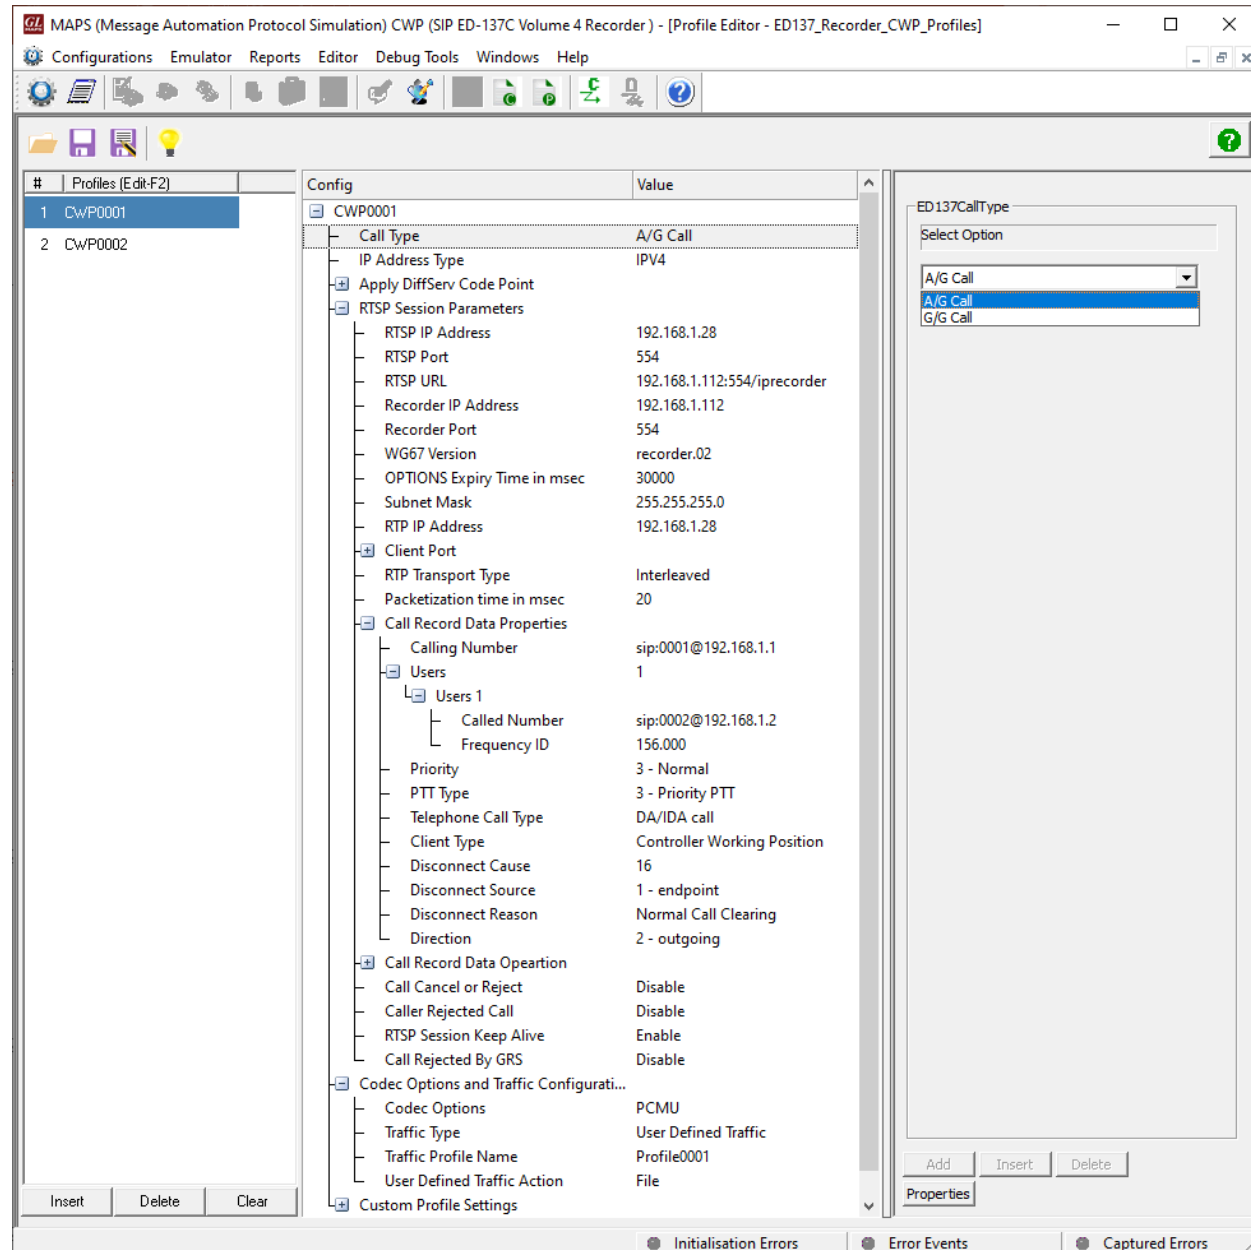 GL MAPS MAPS (Message Automation Protocol Simulation) CWP (SIP ED-137C Volume 4 Recorder ) - [Profile Editor - ED137_Recorder_CWP_Profiles]
Configurations Emulator Reports Editor Debug Tools Windows Help
# Profiles (Edit-F2)
1 CWP0001
2 CWP0002
Insert Delete Clear
Config Value
CWP0001
Call Type A/G Call
IP Address Type IPV4
Apply DiffServ Code Point
RTSP Session Parameters
RTSP IP Address 192.168.1.28
RTSP Port 554
RTSP URL 192.168.1.112:554/iprecorder
Recorder IP Address 192.168.1.112
Recorder Port 554
WG67 Version recorder.02
OPTIONS Expiry Time in msec 30000
Subnet Mask 255.255.255.0
RTP IP Address 192.168.1.28
Client Port
RTP Transport Type Interleaved
Packetization time in msec 20
Call Record Data Properties
Calling Number sip:0001@192.168.1.1
Users 1
Users 1
Called Number sip:0002@192.168.1.2
Frequency ID 156.000
Priority 3 - Normal
PTT Type 3 - Priority PTT
Telephone Call Type DA/IDA call
Client Type Controller Working Position
Disconnect Cause 16
Disconnect Source 1 - endpoint
Disconnect Reason Normal Call Clearing
Direction 2 - outgoing
Call Record Data Opeartion
Call Cancel or Reject Disable
Caller Rejected Call Disable
RTSP Session Keep Alive Enable
Call Rejected By GRS Disable
Codec Options and Traffic Configurati...
Codec Options PCMU
Traffic Type User Defined Traffic
Traffic Profile Name Profile0001
User Defined Traffic Action File
Custom Profile Settings
ED137CallType
Select Option
A/G Call
A/G Call
G/G Call
Add Insert Delete
Properties
Initialisation Errors Error Events Captured Errors